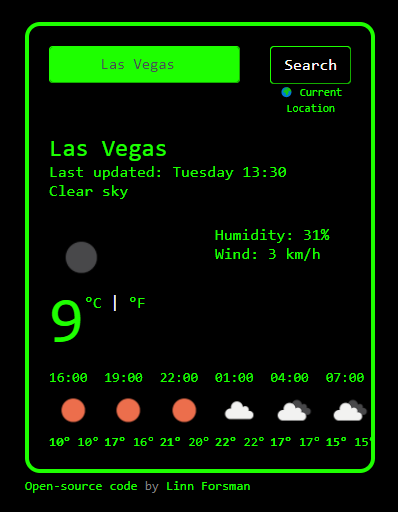 Las Vegas
Search
Current
Location
Las Vegas
Last updated: Tuesday 13:30
Clear sky
Humidity: 31%
Wind: 3 km/h
9 °C | °F
16:00 19:00 22:00 01:00 04:00 07:00
10° 10° 17° 16° 21° 20° 22° 22° 17° 17° 15° 15°
Open-source code by Linn Forsman